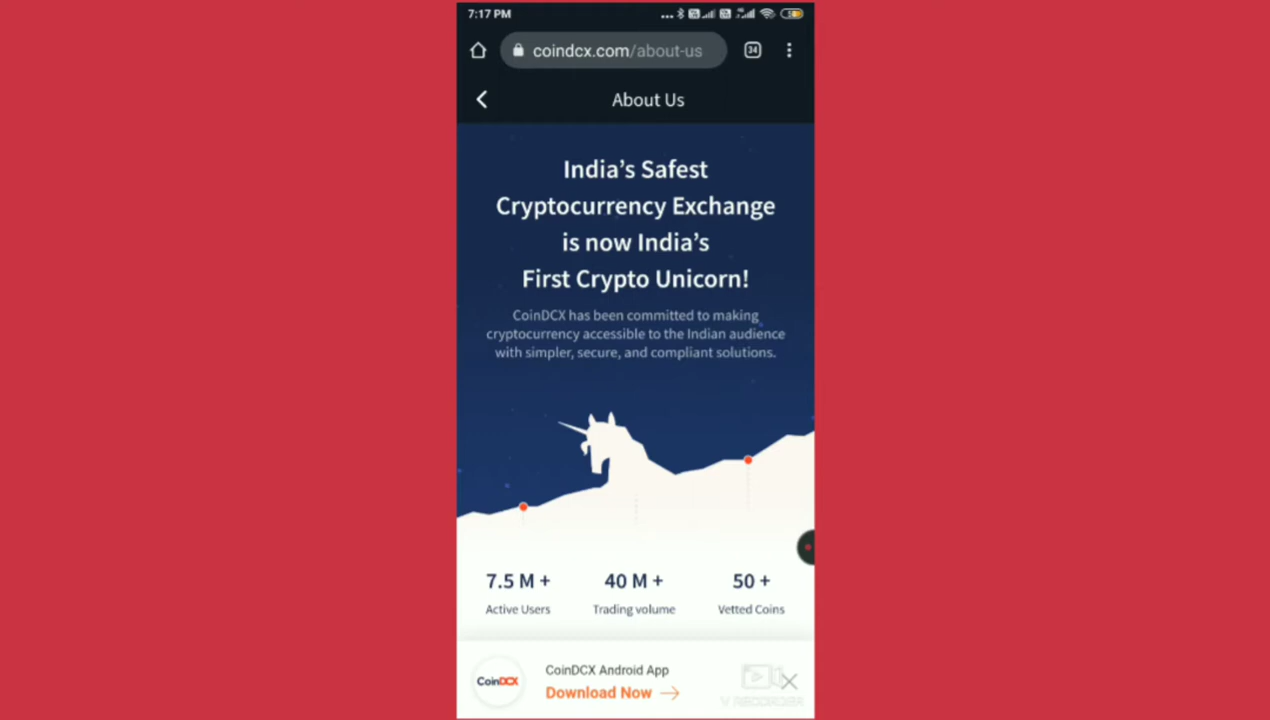 7:17 PM
coindcx.com/about-us
34
About Us
India's Safest
Cryptocurrency Exchange
is now India's
First Crypto Unicorn!
CoinDCX has been committed to making
cryptocurrency accessible to the Indian audience
with simpler, secure, and compliant solutions.
7.5 M + 40 M + 50 +
Active Users Trading volume Vetted Coins
CoinDCX Android App
CoinDCX
Download Now
V RECORDER